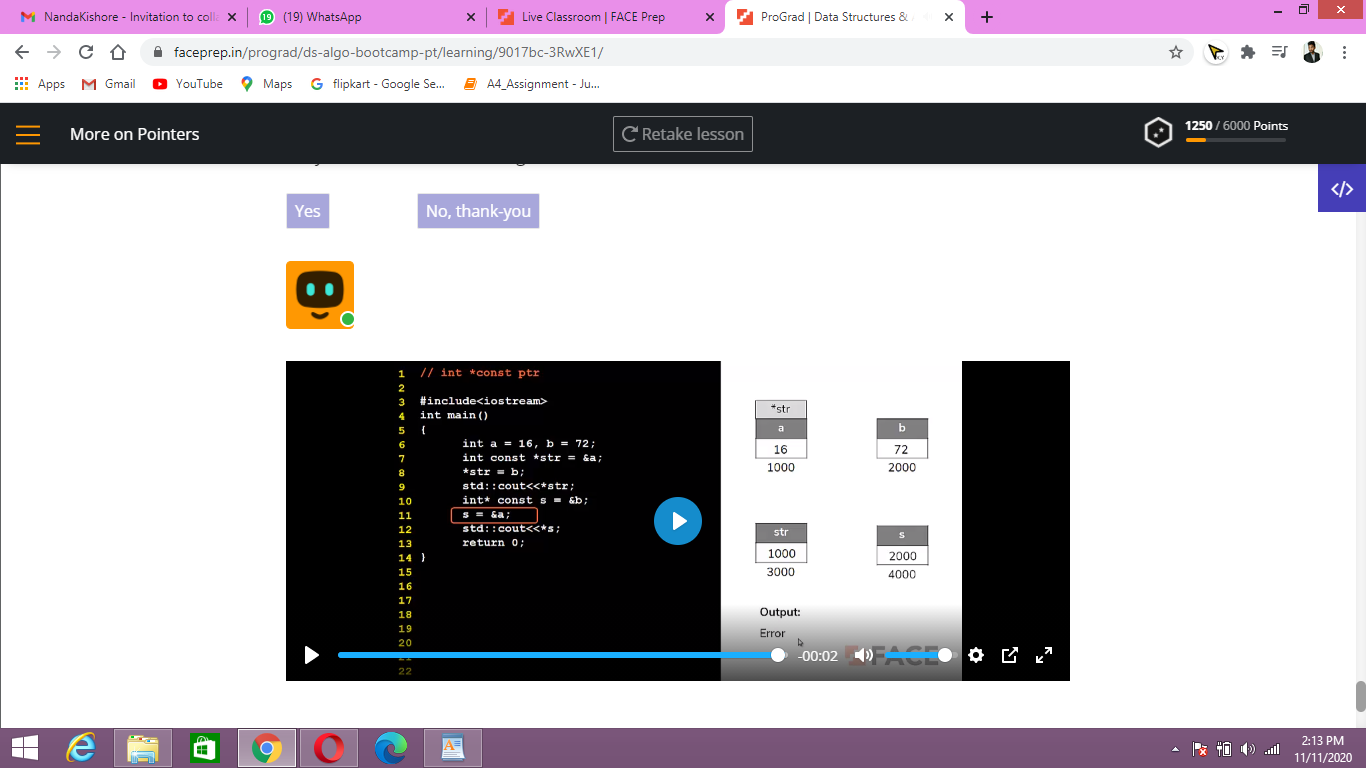 NandaKishore - Invitation to coll
(19) WhatsApp
Live Classroom | FACE Prep
ProGrad | Data Structures &
faceprep.in/prograd/ds-algo-bootcamp-pt/learning/9017bc-3RwXE1/
Apps
Gmail
YouTube
Maps
flipkart - Google Se...
A4_Assignment - Ju...
More on Pointers
Retake lesson
1250 / 6000 Points
Yes
No, thank-you
</>
1 // int *const ptr
2
3 #include<iostream>
4 int main()
5 {
6 int a = 16, b = 72;
7 int const *str = &a;
8 *str = b;
9 std::cout<<*str;
10 int* const s = &b;
11 s = &a;
12 std::cout<<*s;
13 return 0;
14 }
15
16
17
18
19
20
21
22
*str
a
16
1000
b
72
2000
str
1000
3000
s
2000
4000
Output:
Error
-00:02
FACE
2:13 PM
11/11/2020